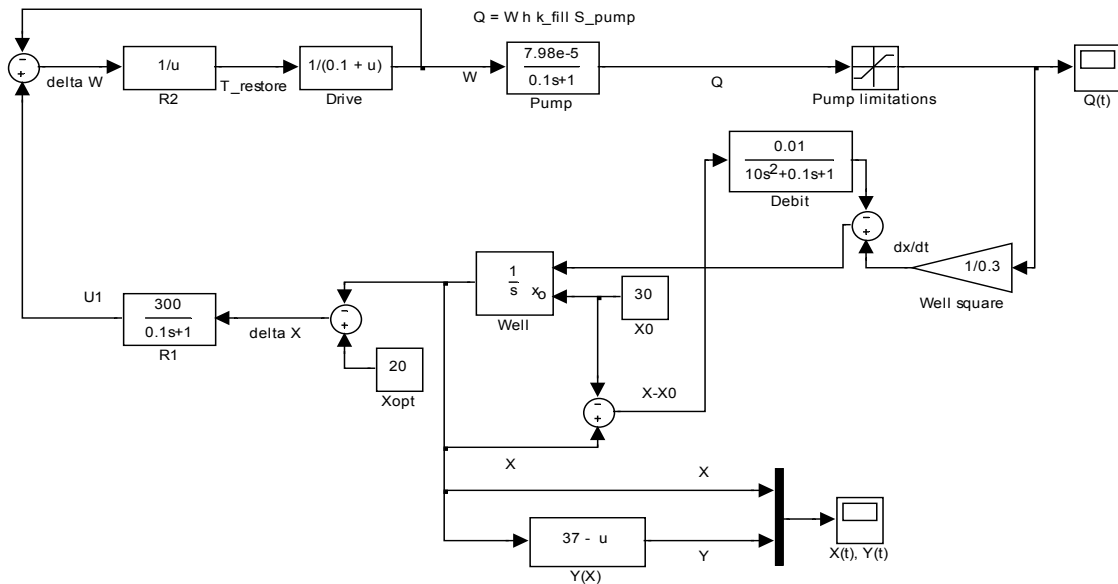 Q = W h k_fill S_pump
−
+
delta W
1/u
R2
T_restore
1/(0.1 + u)
Drive
W
7.98e-5
0.1s+1
Pump
Q
Pump limitations
Q(t)
0.01
10s²+0.1s+1
Debit
−
+
dx/dt
1/0.3
Well square
U1
300
0.1s+1
R1
delta X
−
+
20
Xopt
1
s
xo
Well
30
X0
−
+
X-X0
X
X
37 - u
Y(X)
Y
X(t), Y(t)